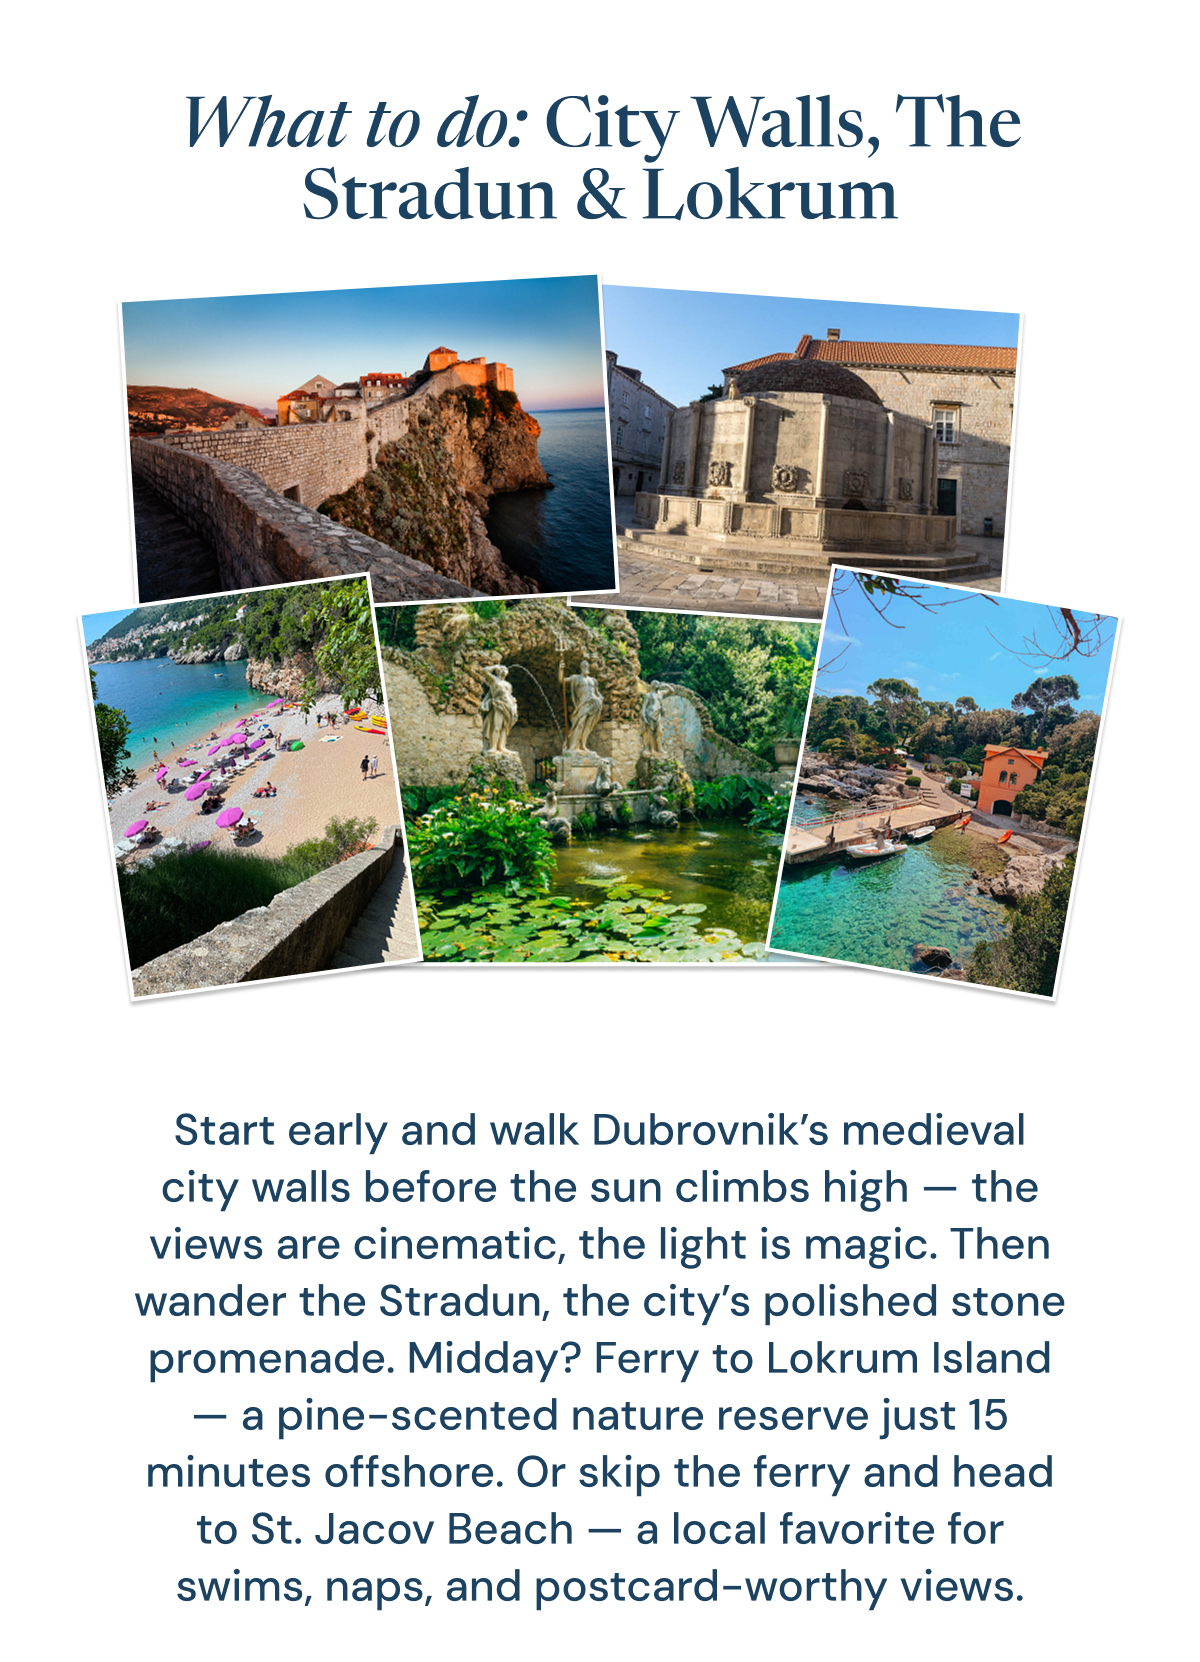 What to do: City Walls, The
Stradun & Lokrum
Start early and walk Dubrovnik’s medieval
city walls before the sun climbs high — the
views are cinematic, the light is magic. Then
wander the Stradun, the city’s polished stone
promenade. Midday? Ferry to Lokrum Island
— a pine-scented nature reserve just 15
minutes offshore. Or skip the ferry and head
to St. Jacov Beach — a local favorite for
swims, naps, and postcard-worthy views.